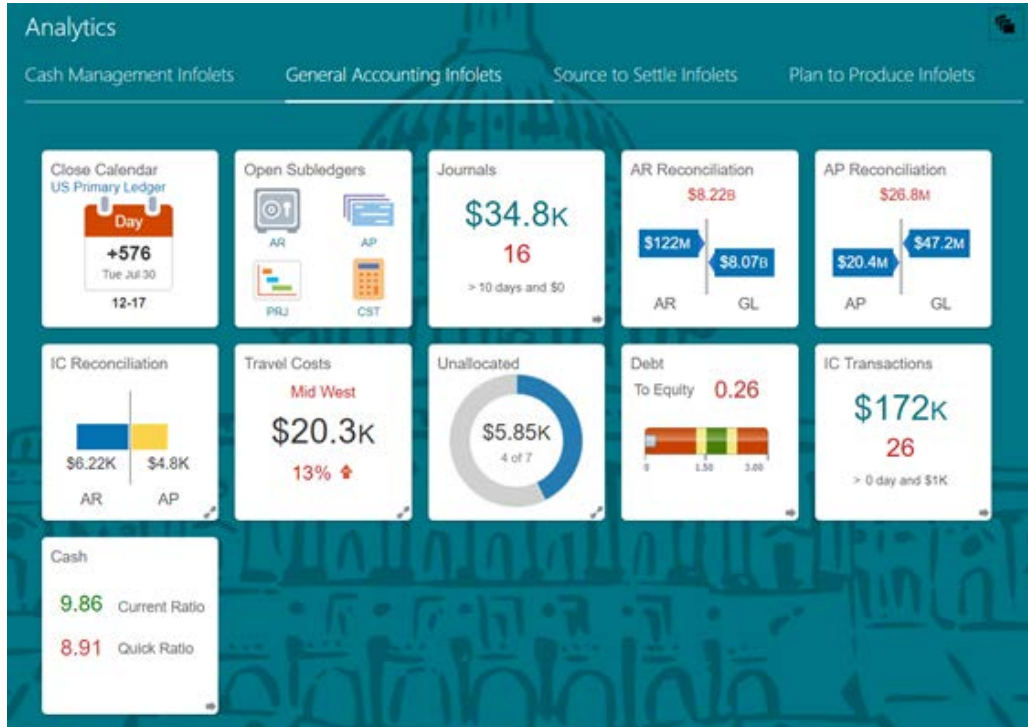 Analytics
Cash Management Infolets
General Accounting Infolets
Source to Settle Infolets
Plan to Produce Infolets
Close Calendar
US Primary Ledger
Day
+576
Tue Jul 30
12-17
Open Subledgers
AR
AP
PRJ
CST
Journals
$34.8K
16
> 10 days and $0
AR Reconciliation
$8.22B
$122M
$8.07B
AR
GL
AP Reconciliation
$26.8M
$47.2M
$20.4M
AP
GL
IC Reconciliation
$6.22K
$4.8K
AR
AP
Travel Costs
Mid West
$20.3K
13%
Unallocated
$5.85K
4 of 7
Debt
To Equity 0.26
0 1.50 3.00
IC Transactions
$172K
26
> 0 day and $1K
Cash
9.86 Current Ratio
8.91 Quick Ratio